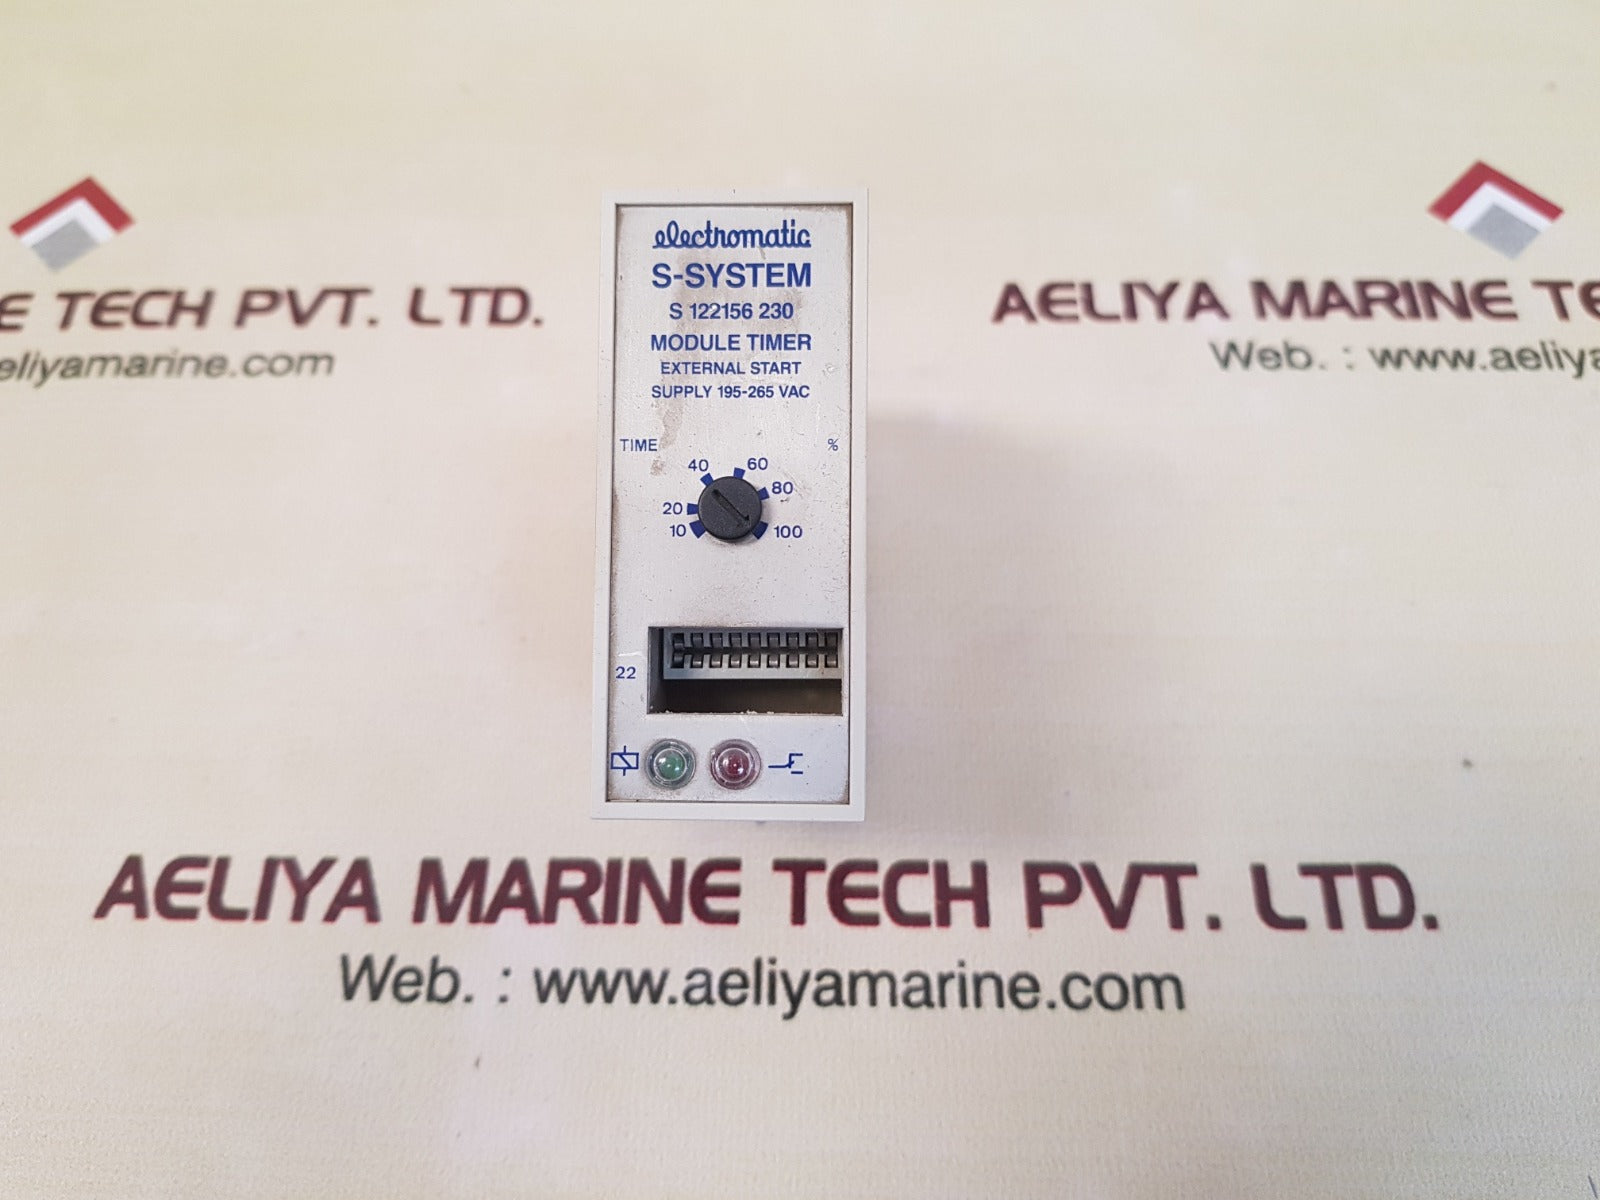 E TECH PVT. LTD.
eliyamarine.com
AELIYA MARINE TE
Web. : www.aeliya
electromatic
S-SYSTEM
S 122156 230
MODULE TIMER
EXTERNAL START
SUPPLY 195-265 VAC
TIME %
40 60
20 80
10 100
22
AELIYA MARINE TECH PVT. LTD.
Web. : www.aeliyamarine.com